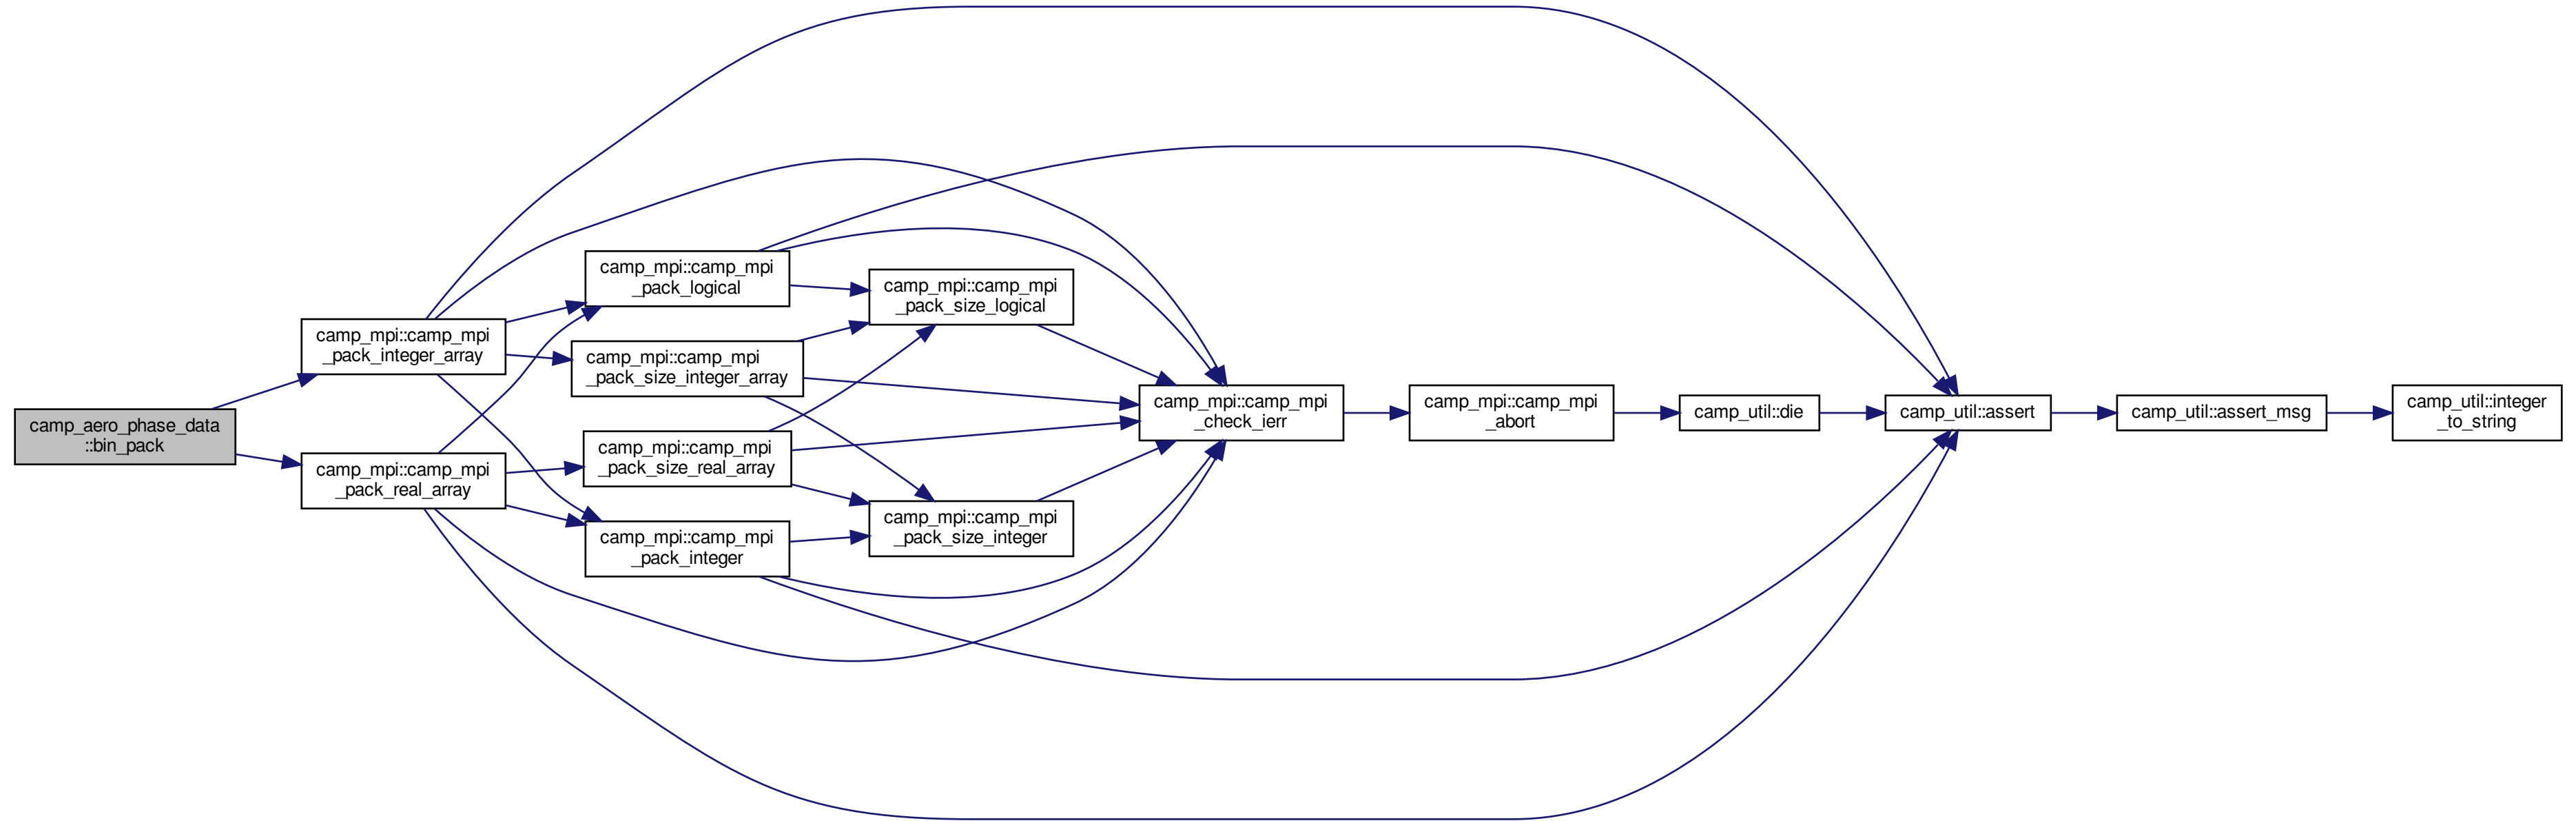 camp_aero_phase_data
::bin_pack
camp_mpi::camp_mpi
_pack_integer_array
camp_mpi::camp_mpi
_pack_real_array
camp_mpi::camp_mpi
_pack_logical
camp_mpi::camp_mpi
_pack_size_integer_array
camp_mpi::camp_mpi
_pack_size_real_array
camp_mpi::camp_mpi
_pack_integer
camp_mpi::camp_mpi
_pack_size_logical
camp_mpi::camp_mpi
_pack_size_integer
camp_mpi::camp_mpi
_check_ierr
camp_mpi::camp_mpi
_abort
camp_util::die
camp_util::assert
camp_util::assert_msg
camp_util::integer
_to_string